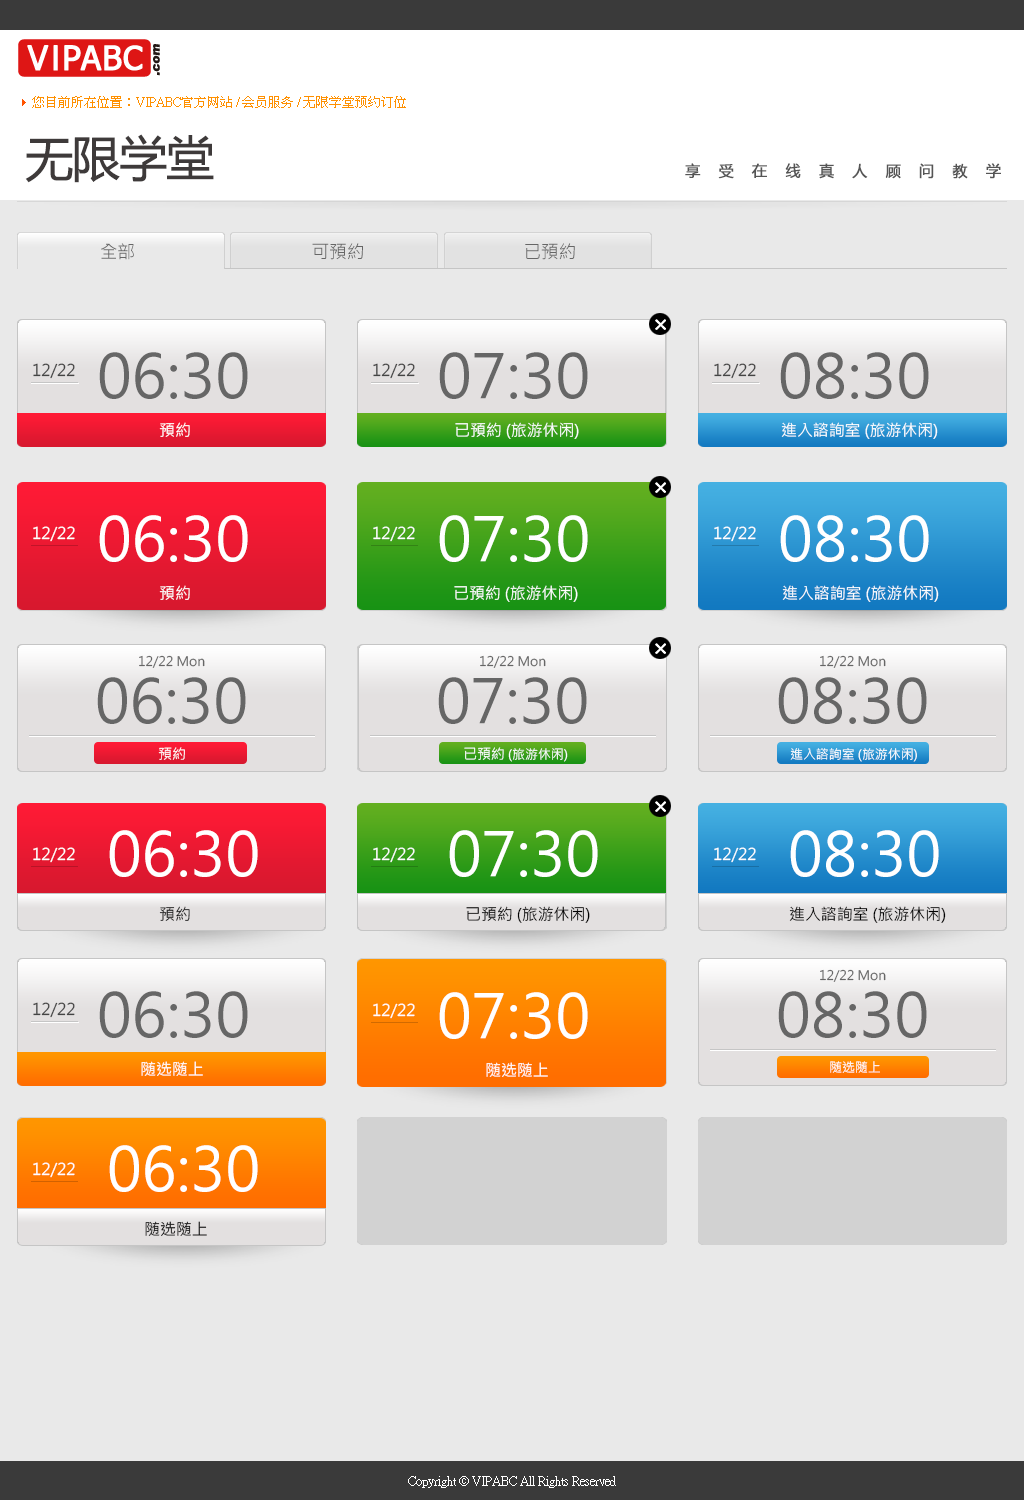 VIPABC.com
您目前所在位置：VIPABC官方网站 /会员服务 /无限学堂预约订位
无限学堂
享受在线真人顾问教学
全部 可預約 已預約
12/22 06:30 12/22 07:30 12/22 08:30
預約 已預約 (旅游休闲) 進入諮詢室 (旅游休闲)
12/22 06:30 12/22 07:30 12/22 08:30
預約 已預約 (旅游休闲) 進入諮詢室 (旅游休闲)
12/22 Mon 12/22 Mon 12/22 Mon
06:30 07:30 08:30
預約 已預約 (旅游休闲) 進入諮詢室 (旅游休闲)
12/22 06:30 12/22 07:30 12/22 08:30
預約 已預約 (旅游休闲) 進入諮詢室 (旅游休闲)
12/22 Mon
12/22 06:30 12/22 07:30 08:30
随选随上 随选随上 随选随上
12/22 06:30
随选随上
Copyright © VIPABC All Rights Reserved